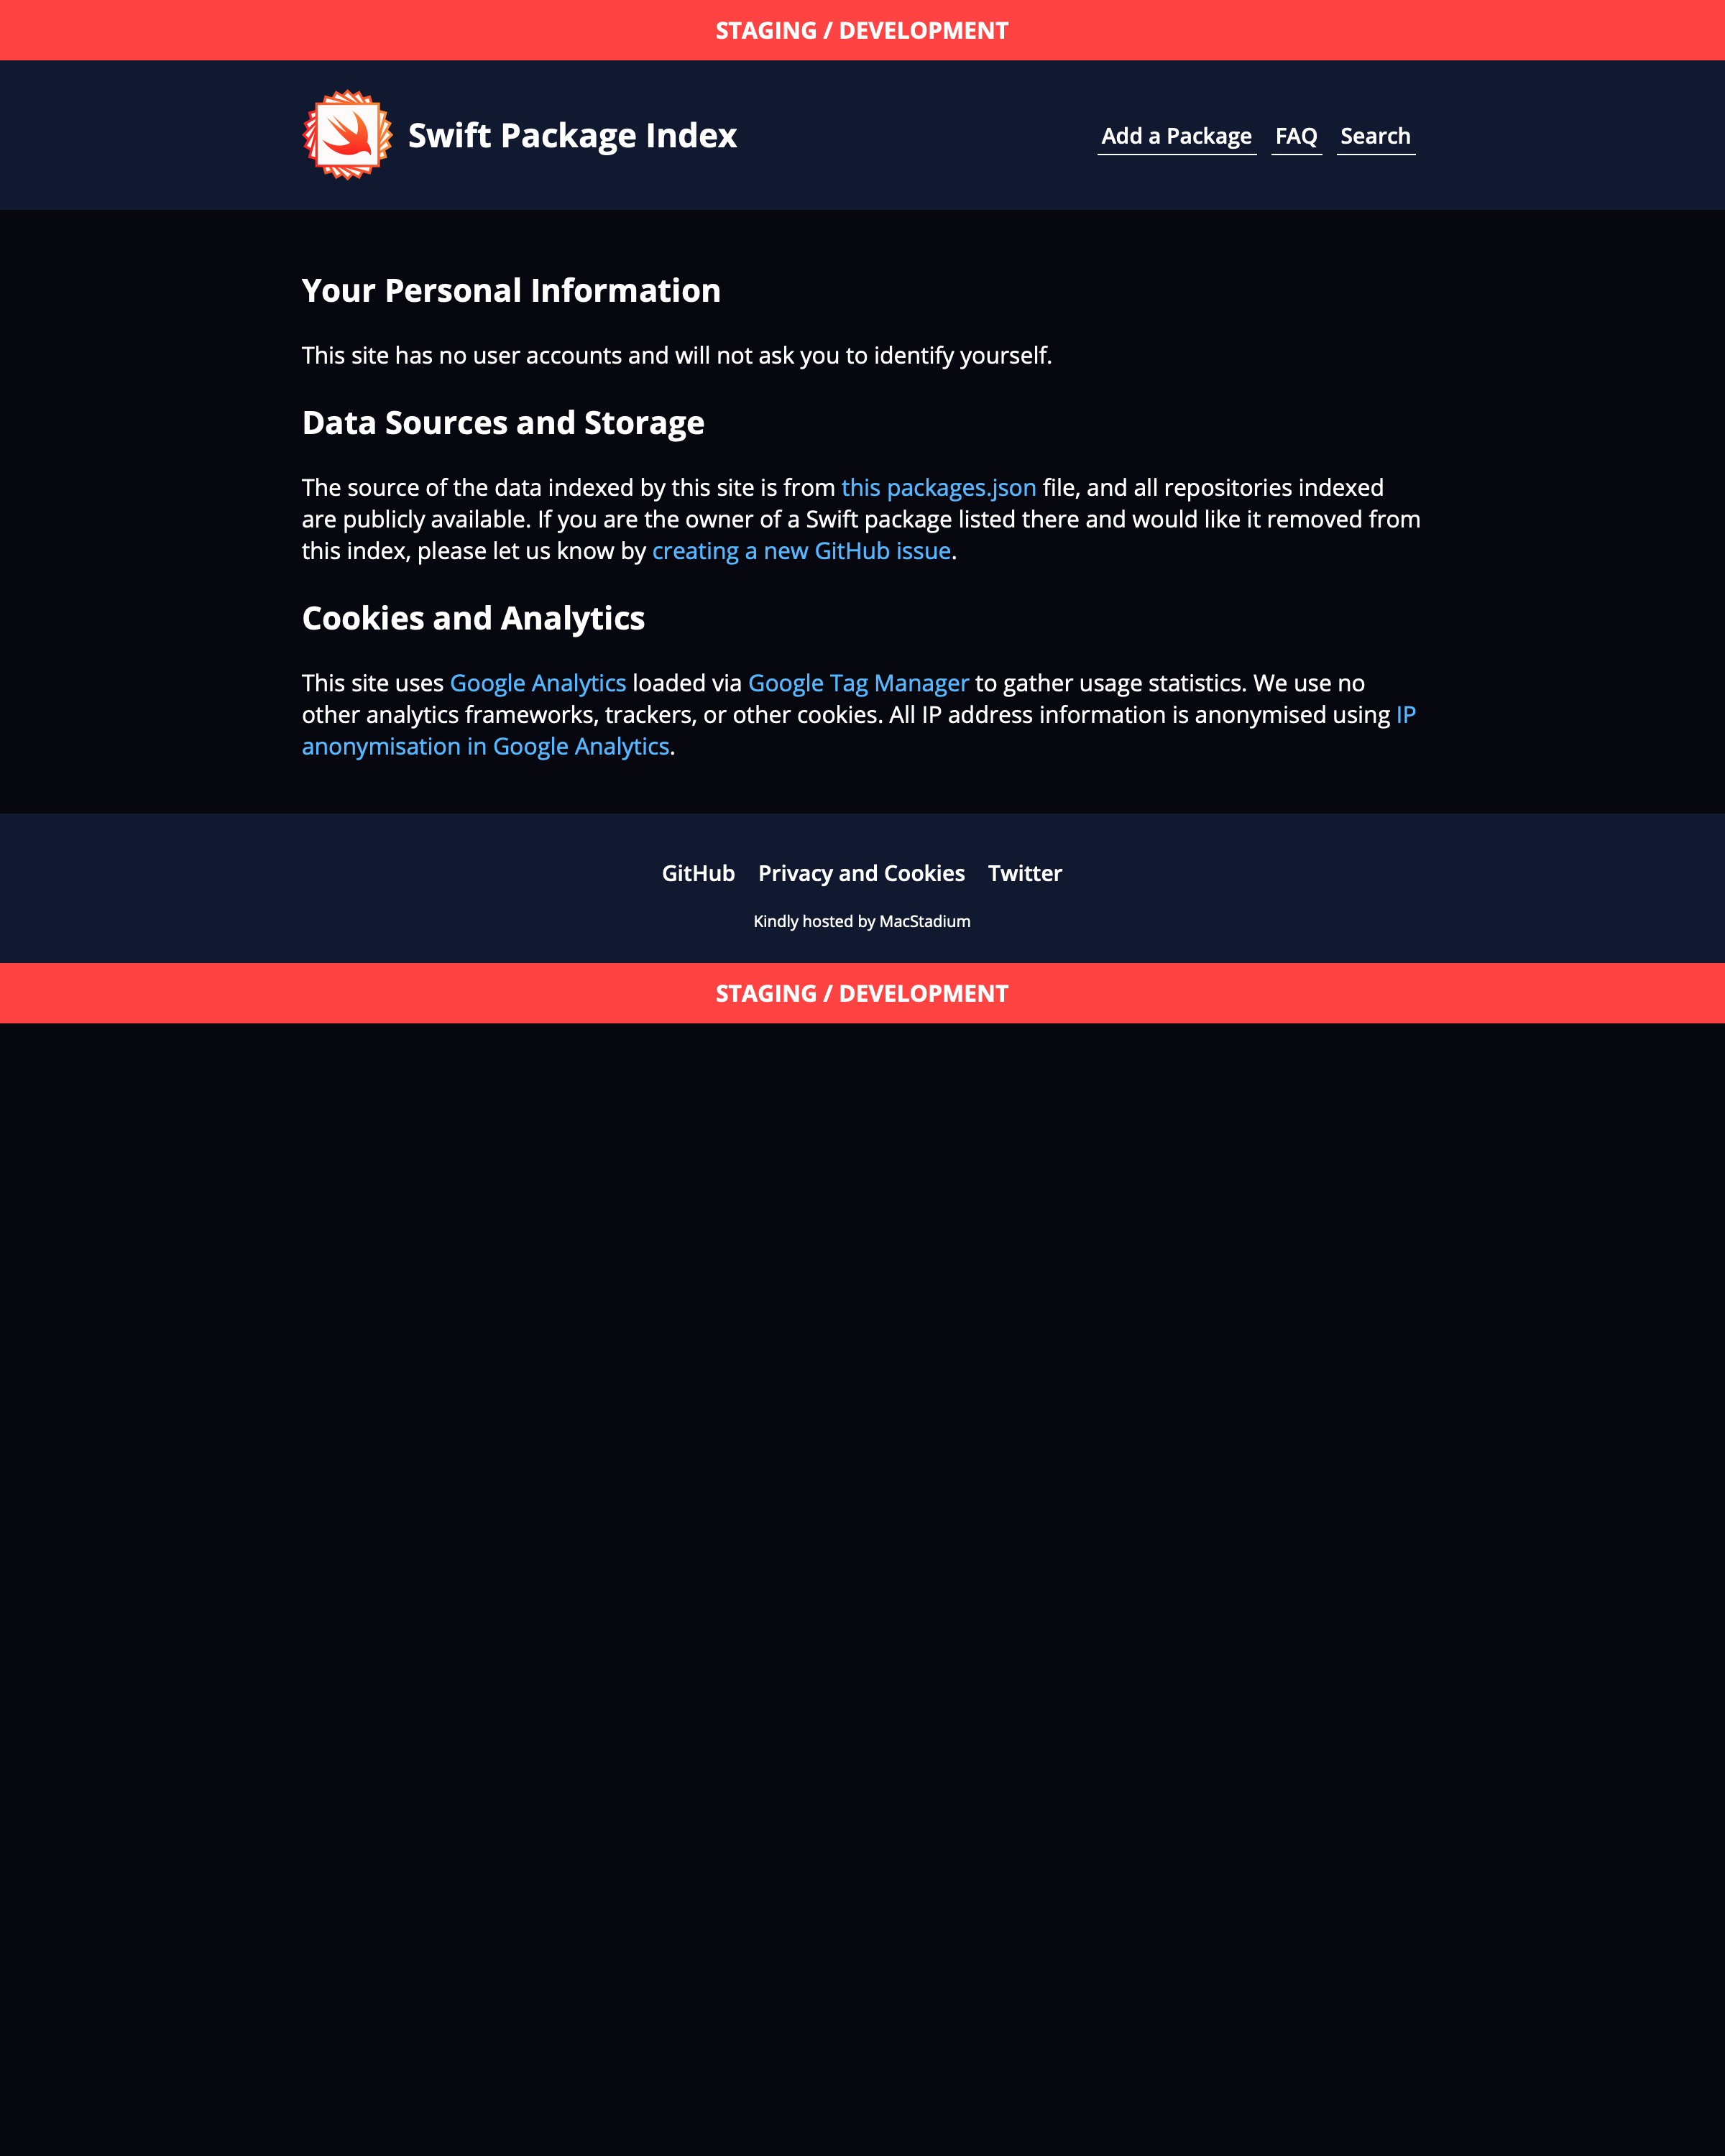 STAGING / DEVELOPMENT
Swift Package Index
Add a Package FAQ Search
Your Personal Information
This site has no user accounts and will not ask you to identify yourself.
Data Sources and Storage
The source of the data indexed by this site is from this packages.json file, and all repositories indexed
are publicly available. If you are the owner of a Swift package listed there and would like it removed from
this index, please let us know by creating a new GitHub issue.
Cookies and Analytics
This site uses Google Analytics loaded via Google Tag Manager to gather usage statistics. We use no
other analytics frameworks, trackers, or other cookies. All IP address information is anonymised using IP
anonymisation in Google Analytics.
GitHub Privacy and Cookies Twitter
Kindly hosted by MacStadium
STAGING / DEVELOPMENT